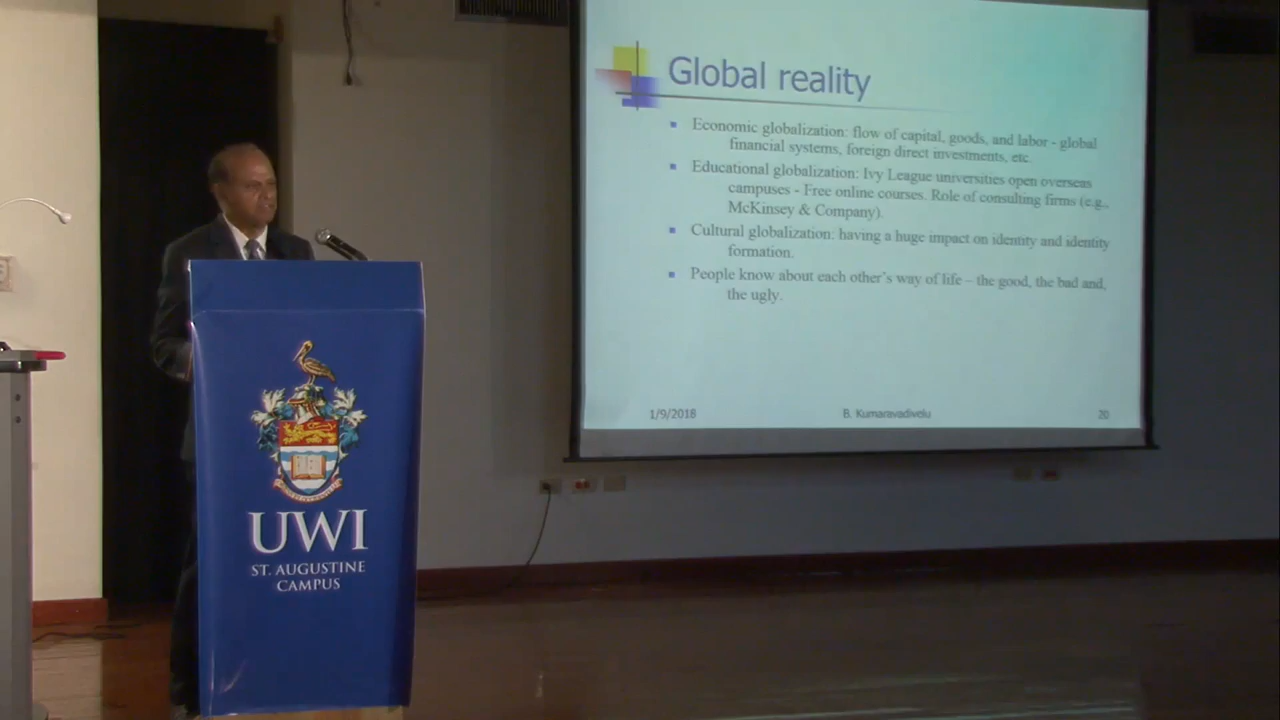 Global reality
Economic globalization: flow of capital, goods, and labor - global
financial systems, foreign direct investments, etc.
Educational globalization: Ivy League universities open overseas
campuses - Free online courses. Role of consulting firms (e.g.,
McKinsey & Company).
Cultural globalization: having a huge impact on identity and identity
formation.
People know about each other's way of life – the good, the bad and,
the ugly.
1/9/2018 B. Kumaravadivelu 20
UWI
ST. AUGUSTINE
CAMPUS